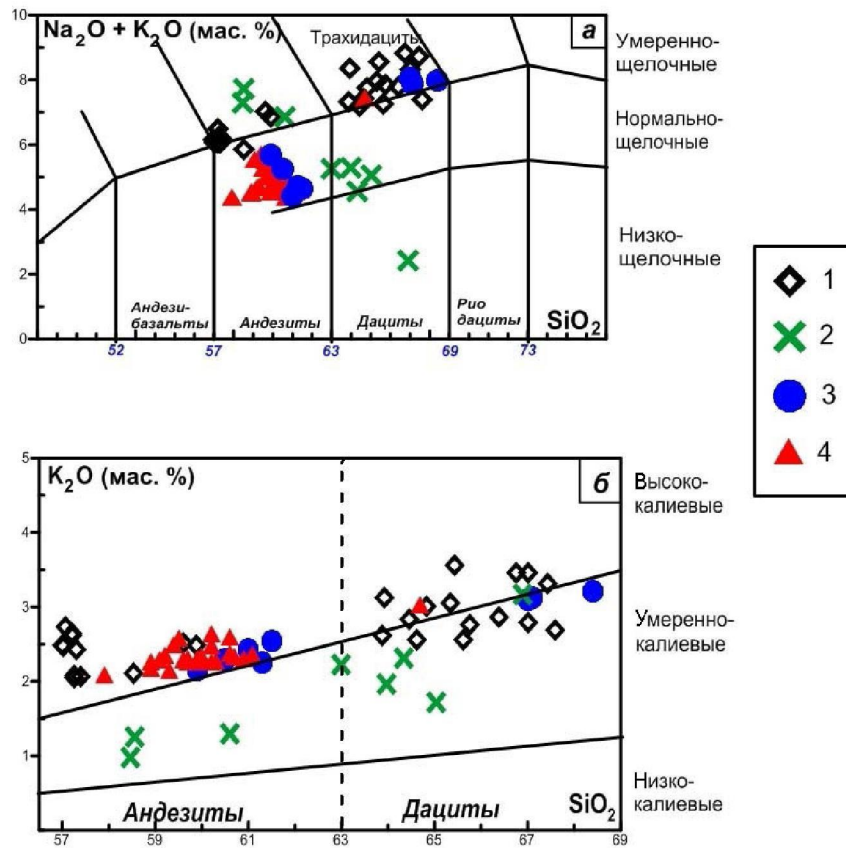 10
Na2O + K2O (мас. %)
а
Трахидациты
Умеренно-
щелочные
8
Нормально-
щелочные
6
4
Низко-
щелочные
2
Андези-
базальты
Андезиты
Дациты
Рио
дациты
SiO2
0
52
57
63
69
73
1
2
3
4
5
K2O (мас. %)
б
Высоко-
калиевые
4
3
Умеренно-
калиевые
2
1
Низко-
калиевые
Андезиты
Дациты
SiO2
57
59
61
63
65
67
69